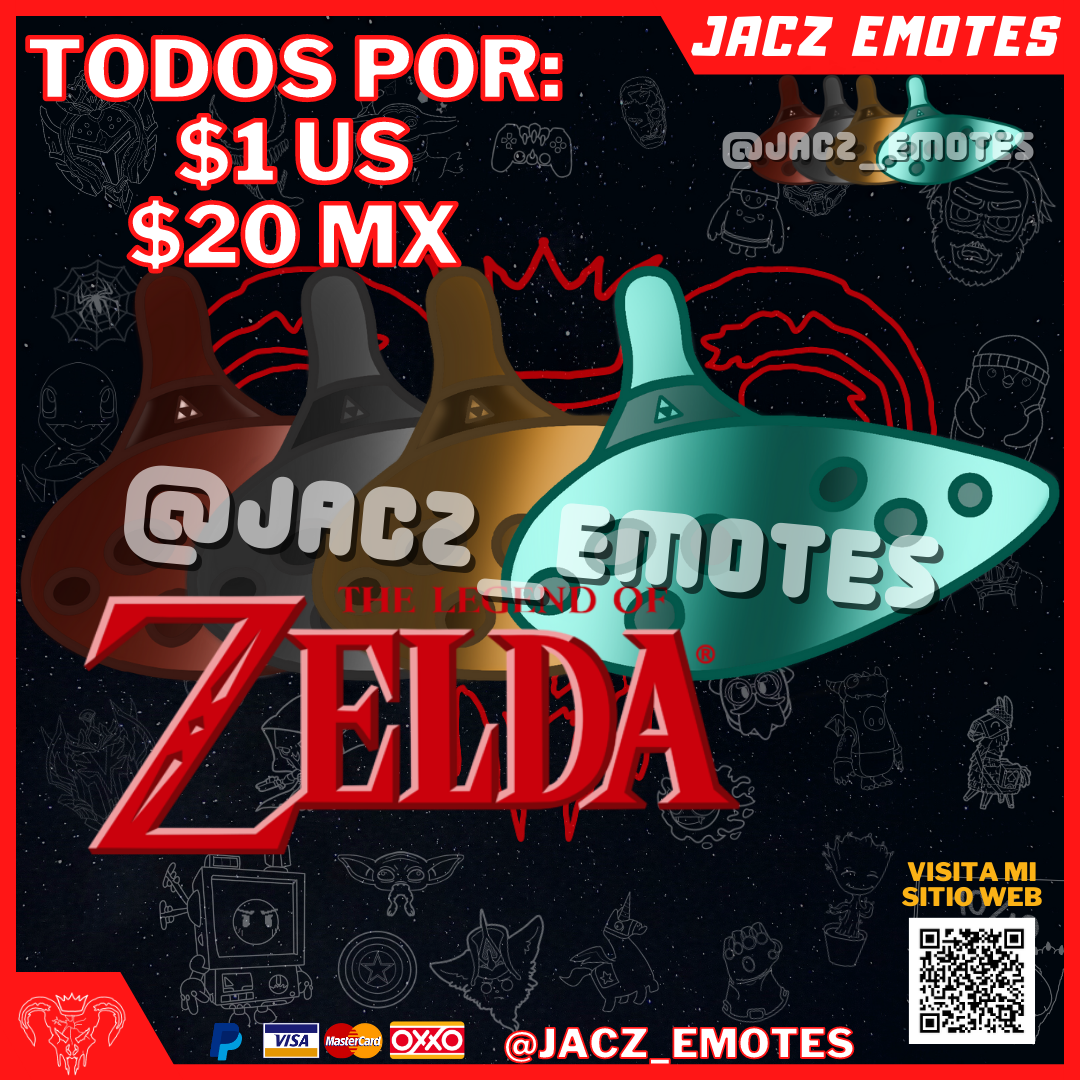 TODOS POR:
$1 US
$20 MX
JACZ EMOTES
@JACZ_EMOTES
@JACZ_EMOTES
THE LEGEND OF
ZELDA®
VISITA MI
SITIO WEB
P
VISA
MasterCard
OXXO
@JACZ_EMOTES